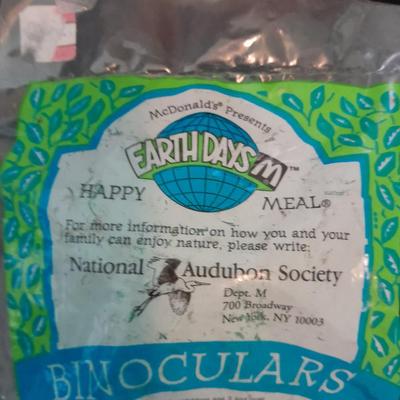 McDonald's® Presents
EARTH DAYS™
HAPPY MEAL®
For more information on how you and your
family can enjoy nature, please write:
National Audubon Society
Dept. M
700 Broadway
New York, NY 10003
BINOCULARS